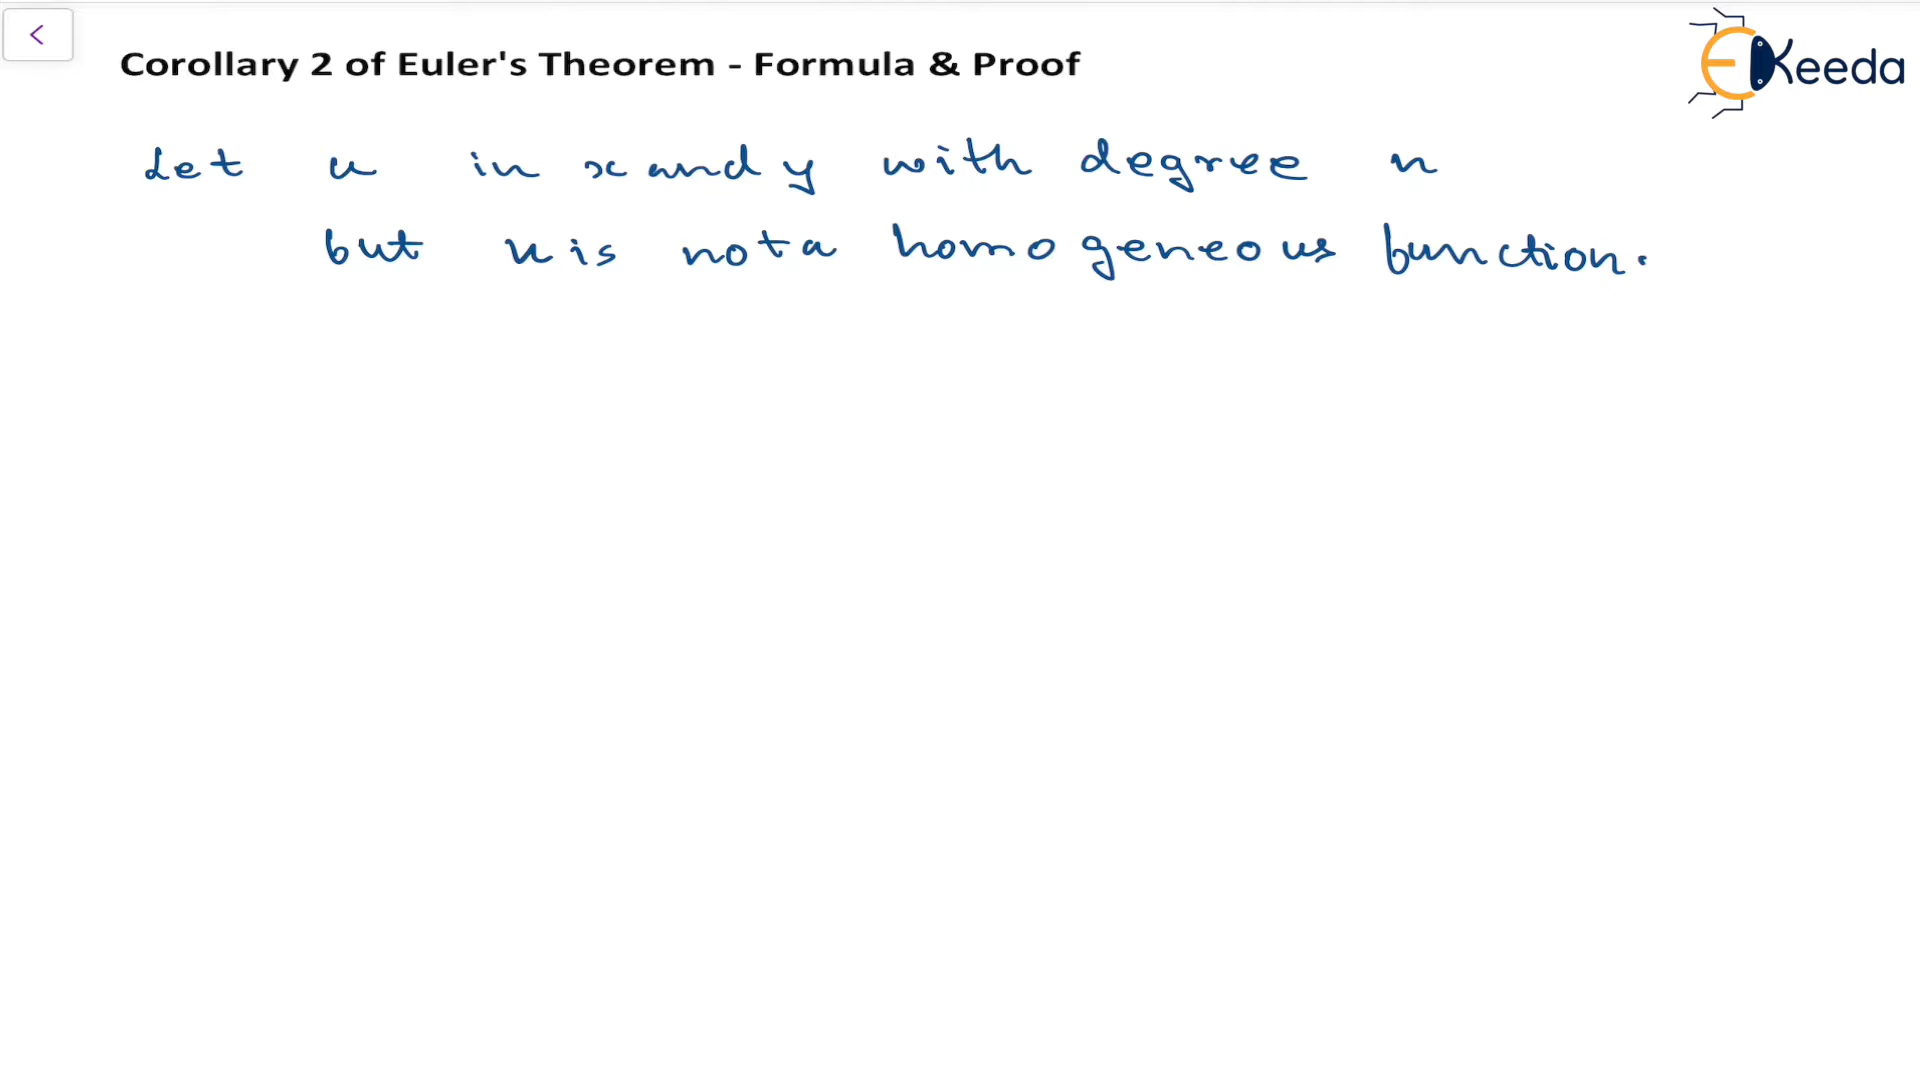 Corollary 2 of Euler's Theorem - Formula & Proof
EKeeda
Let u in x and y with degree n
but u is not a homogeneous function.